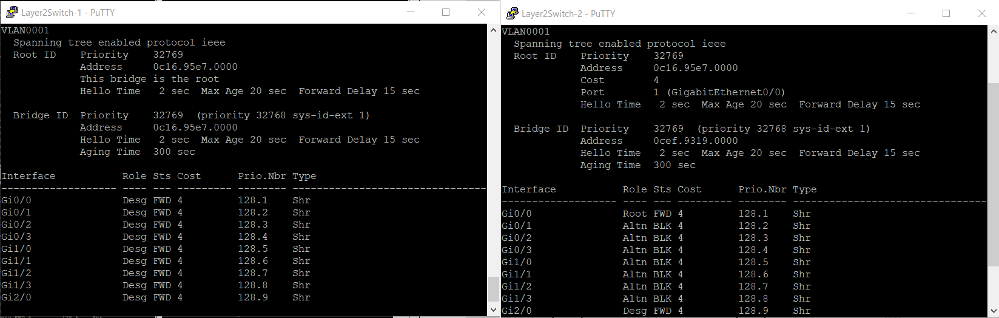 Layer2Switch-1 - PuTTY
VLAN0001
Spanning tree enabled protocol ieee
Root ID Priority 32769
Address 0c16.95e7.0000
This bridge is the root
Hello Time 2 sec Max Age 20 sec Forward Delay 15 sec
Bridge ID Priority 32769 (priority 32768 sys-id-ext 1)
Address 0c16.95e7.0000
Hello Time 2 sec Max Age 20 sec Forward Delay 15 sec
Aging Time 300 sec
Interface Role Sts Cost Prio.Nbr Type
------------------- ---- --- --------- -------- --------------------------------
Gi0/0 Desg FWD 4 128.1 Shr
Gi0/1 Desg FWD 4 128.2 Shr
Gi0/2 Desg FWD 4 128.3 Shr
Gi0/3 Desg FWD 4 128.4 Shr
Gi1/0 Desg FWD 4 128.5 Shr
Gi1/1 Desg FWD 4 128.6 Shr
Gi1/2 Desg FWD 4 128.7 Shr
Gi1/3 Desg FWD 4 128.8 Shr
Gi2/0 Desg FWD 4 128.9 Shr
Layer2Switch-2 - PuTTY
VLAN0001
Spanning tree enabled protocol ieee
Root ID Priority 32769
Address 0c16.95e7.0000
Cost 4
Port 1 (GigabitEthernet0/0)
Hello Time 2 sec Max Age 20 sec Forward Delay 15 sec
Bridge ID Priority 32769 (priority 32768 sys-id-ext 1)
Address 0cef.9319.0000
Hello Time 2 sec Max Age 20 sec Forward Delay 15 sec
Aging Time 300 sec
Interface Role Sts Cost Prio.Nbr Type
------------------- ---- --- --------- -------- --------------------------------
Gi0/0 Root FWD 4 128.1 Shr
Gi0/1 Altn BLK 4 128.2 Shr
Gi0/2 Altn BLK 4 128.3 Shr
Gi0/3 Altn BLK 4 128.4 Shr
Gi1/0 Altn BLK 4 128.5 Shr
Gi1/1 Altn BLK 4 128.6 Shr
Gi1/2 Altn BLK 4 128.7 Shr
Gi1/3 Altn BLK 4 128.8 Shr
Gi2/0 Desg FWD 4 128.9 Shr